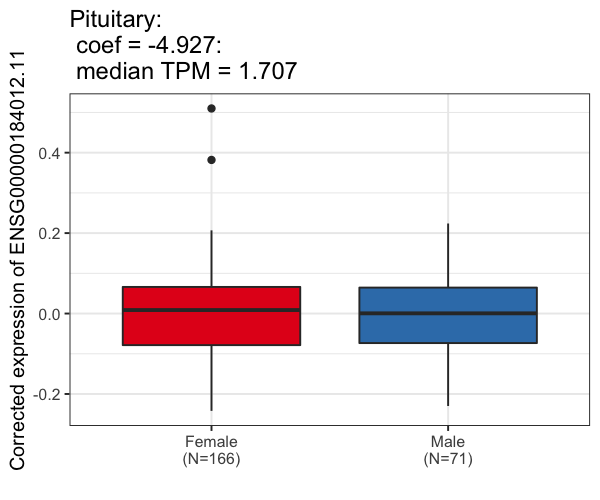 Pituitary:
coef = -4.927:
median TPM = 1.707
Corrected expression of ENSG00000184012.11
0.4
0.2
0.0
-0.2
Female
(N=166)
Male
(N=71)